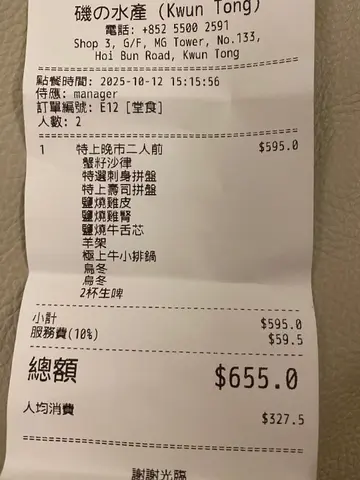 磯の水產 (Kwun Tong)
電話: +852 5500 2591
Shop 3, G/F, MG Tower, No.133,
Hoi Bun Road, Kwun Tong
點餐時間: 2025-10-12 15:15:56
侍應: manager
訂單編號: E12 [堂食]
人數: 2
1 特上晚市二人前 $595.0
蟹籽沙律
特選刺身拼盤
特上壽司拼盤
鹽燒雞皮
鹽燒雞腎
鹽燒牛舌芯
羊架
極上牛小排鍋
烏冬
烏冬
2杯生啤
小計 $595.0
服務費(10%) $59.5
總額 $655.0
人均消費 $327.5
謝謝光臨